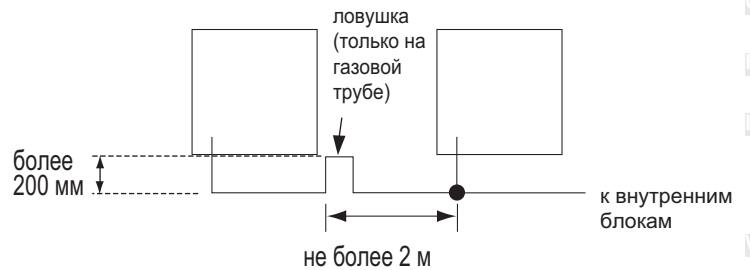 ловушка
(только на
газовой
трубе)
более
200 мм
к внутренним
блокам
не более 2 м